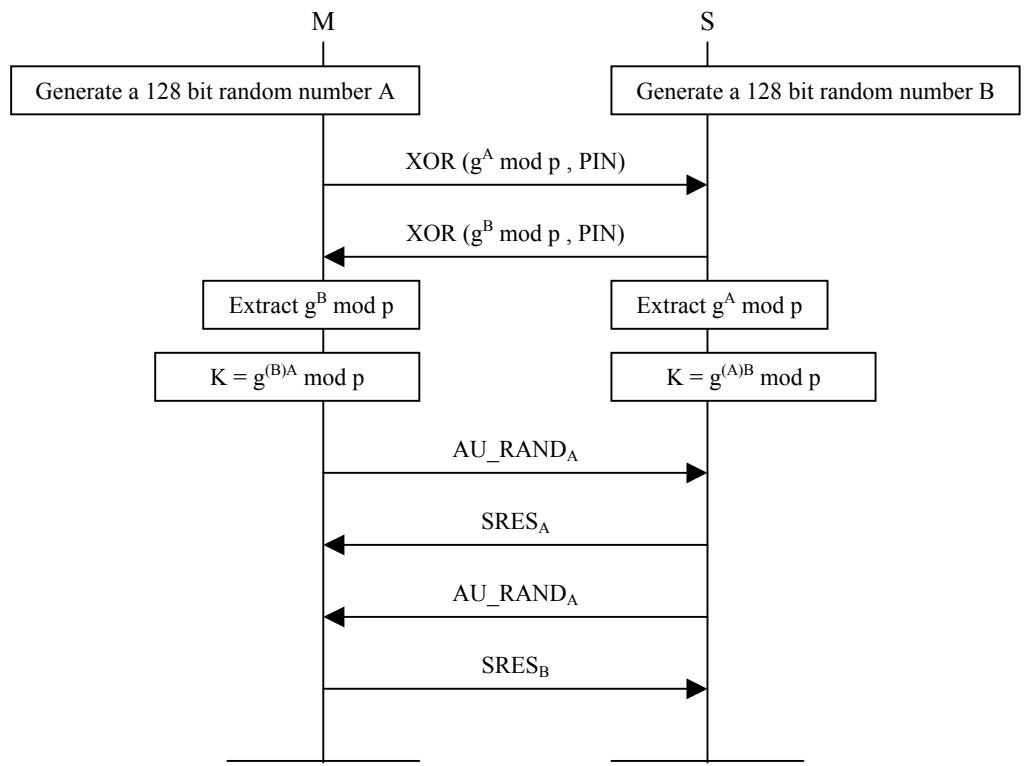 M
S
Generate a 128 bit random number A
Generate a 128 bit random number B
XOR (g^A mod p , PIN)
XOR (g^B mod p , PIN)
Extract g^B mod p
Extract g^A mod p
K = g^(B)A mod p
K = g^(A)B mod p
AU_RAND_A
SRES_A
AU_RAND_A
SRES_B